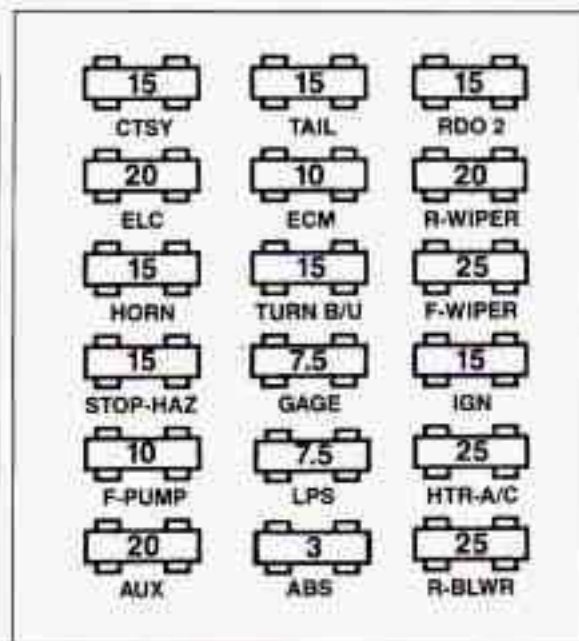 15 15 15
CTSY TAIL RDO 2
20 10 20
ELC ECM R-WIPER
15 15 25
HORN TURN B/U F-WIPER
15 7.5 15
STOP-HAZ GAGE IGN
10 7.5 25
F-PUMP LPS HTR-A/C
20 3 25
AUX ABS R-BLWR